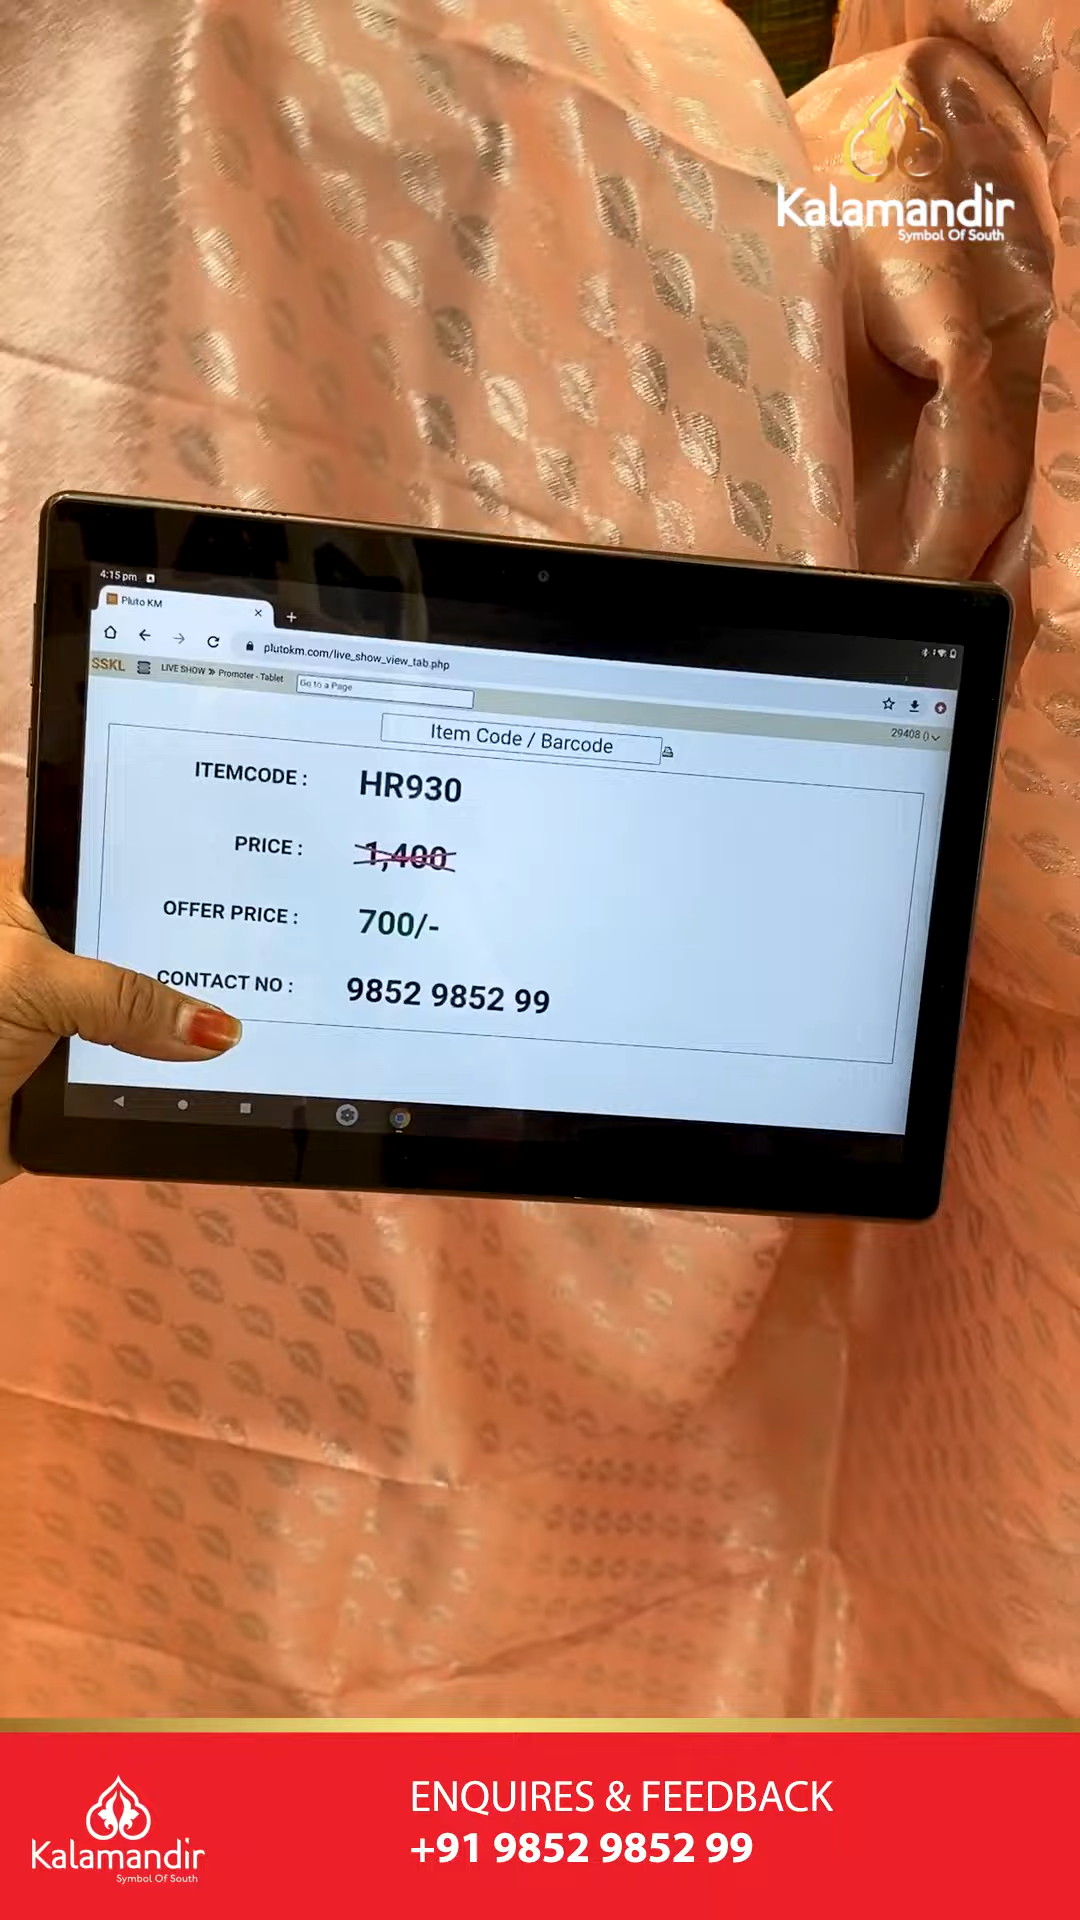 Kalamandir
Symbol Of South
4:15 pm
Pluto KM
plutokm.com/live_show_view_tab.php
SSKL LIVE SHOW >> Promoter - Tablet Go to a Page
29408 ()
Item Code / Barcode
ITEMCODE : HR930
PRICE : 1,400
OFFER PRICE : 700/-
CONTACT NO : 9852 9852 99
Kalamandir
Symbol Of South
ENQUIRES & FEEDBACK
+91 9852 9852 99